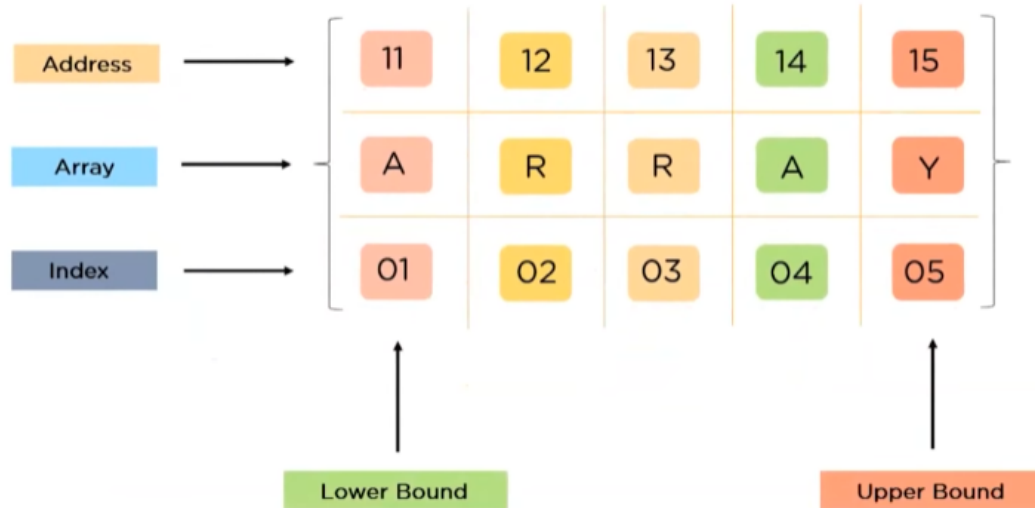 Address 11 12 13 14 15
Array A R R A Y
Index 01 02 03 04 05
Lower Bound Upper Bound